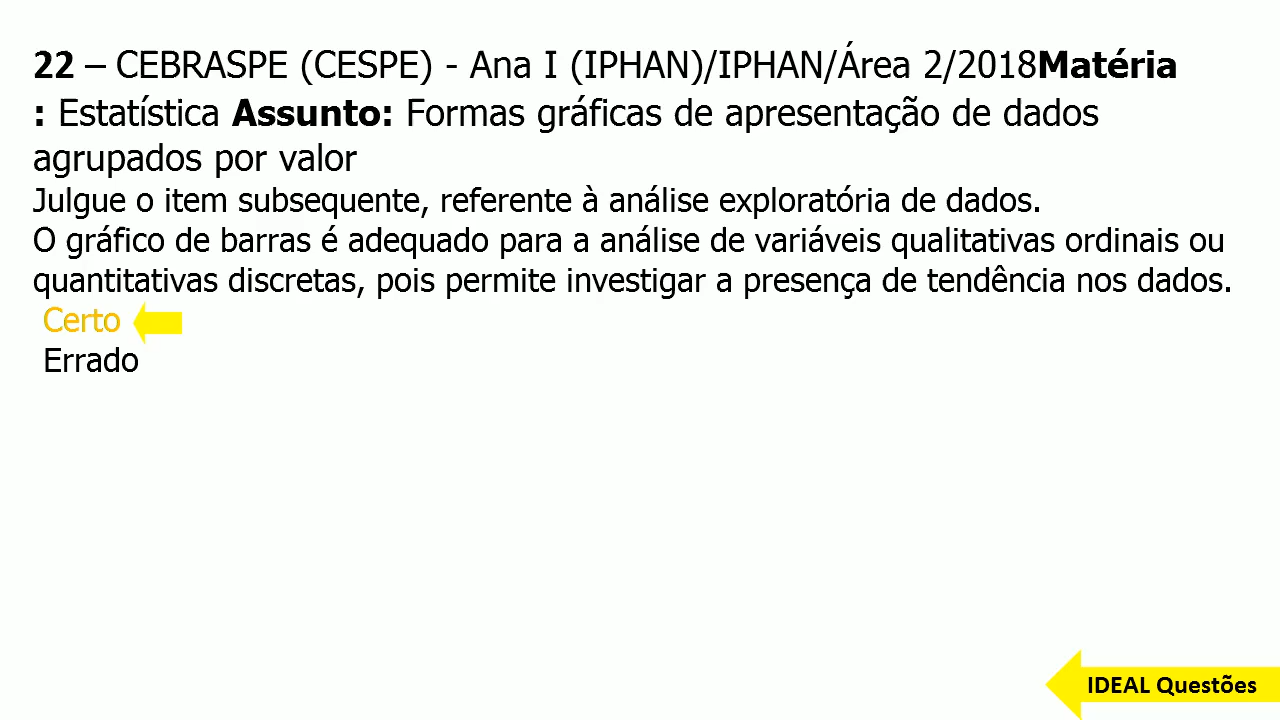 22 – CEBRASPE (CESPE) - Ana I (IPHAN)/IPHAN/Área 2/2018Matéria
: Estatística Assunto: Formas gráficas de apresentação de dados
agrupados por valor
Julgue o item subsequente, referente à análise exploratória de dados.
O gráfico de barras é adequado para a análise de variáveis qualitativas ordinais ou
quantitativas discretas, pois permite investigar a presença de tendência nos dados.
Certo
Errado
IDEAL Questões